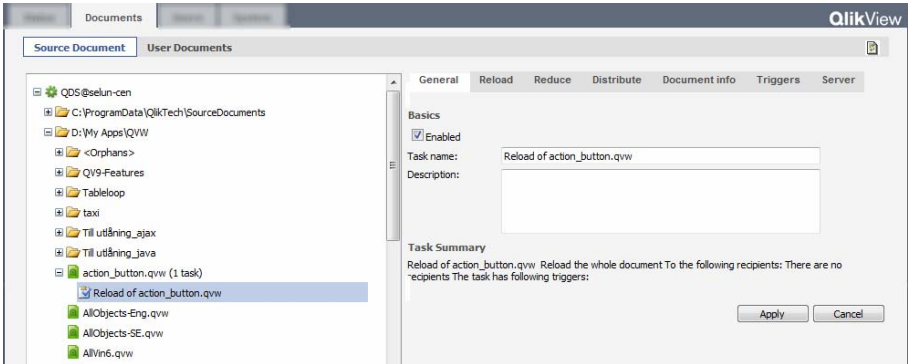 Documents
QlikView
Source Document
User Documents
General Reload Reduce Distribute Document info Triggers Server
QDS@selun-cen
C:\ProgramData\QlikTech\SourceDocuments
D:\My Apps\QVW
<Orphans>
QV9-Features
Tableloop
taxi
Till utlåning_ajax
Till utlåning_java
action_button.qvw (1 task)
Reload of action_button.qvw
AllObjects-Eng.qvw
AllObjects-SE.qvw
AllVin6.qvw
Basics
Enabled
Task name: Reload of action_button.qvw
Description:
Task Summary
Reload of action_button.qvw Reload the whole document To the following recipients: There are no
recipients The task has following triggers:
Apply Cancel